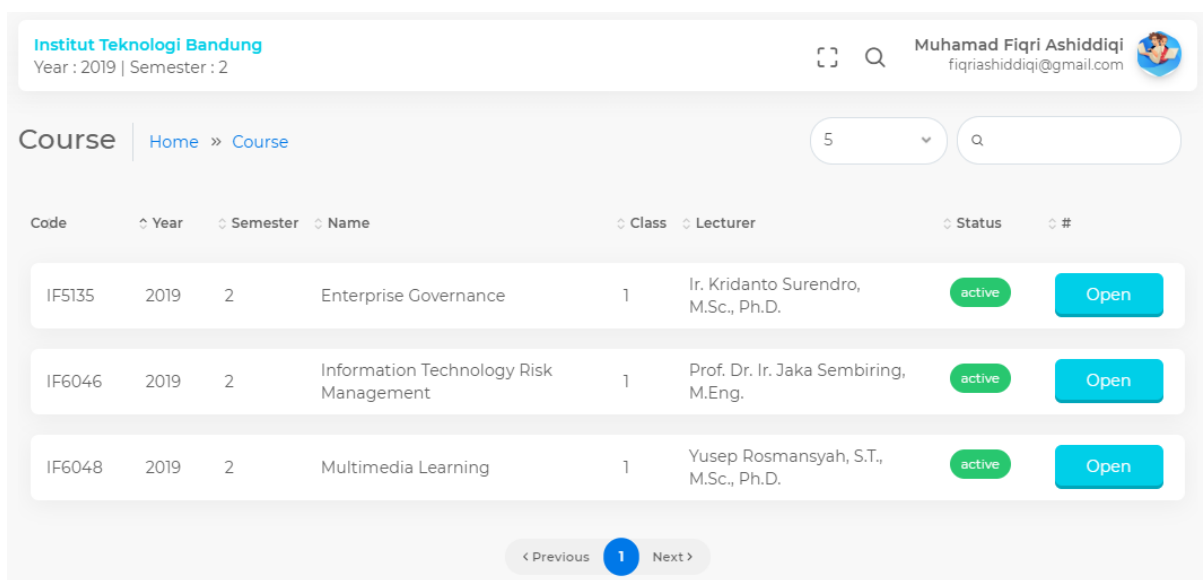 Institut Teknologi Bandung
Year : 2019 | Semester : 2
Muhamad Fiqri Ashiddiqi
fiqriashiddiqi@gmail.com
Course Home » Course
5
Code Year Semester Name Class Lecturer Status #
IF5135 2019 2 Enterprise Governance 1 Ir. Kridanto Surendro,
M.Sc., Ph.D. active Open
IF6046 2019 2 Information Technology Risk
Management 1 Prof. Dr. Ir. Jaka Sembiring,
M.Eng. active Open
IF6048 2019 2 Multimedia Learning 1 Yusep Rosmansyah, S.T.,
M.Sc., Ph.D. active Open
< Previous 1 Next >